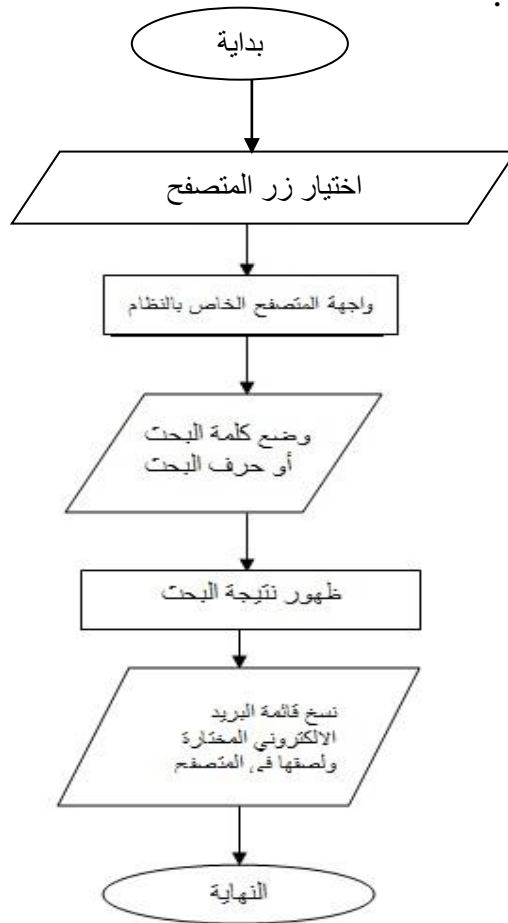 .
بداية
اختيار زر المتصفح
واجهة المتصفح الخاص بالنظام
وضع كلمة البحث
أو حرف البحث
ظهور نتيجة البحث
نسخ قائمة البريد
الالكتروني المختارة
ولصقها في المتصفح
النهاية